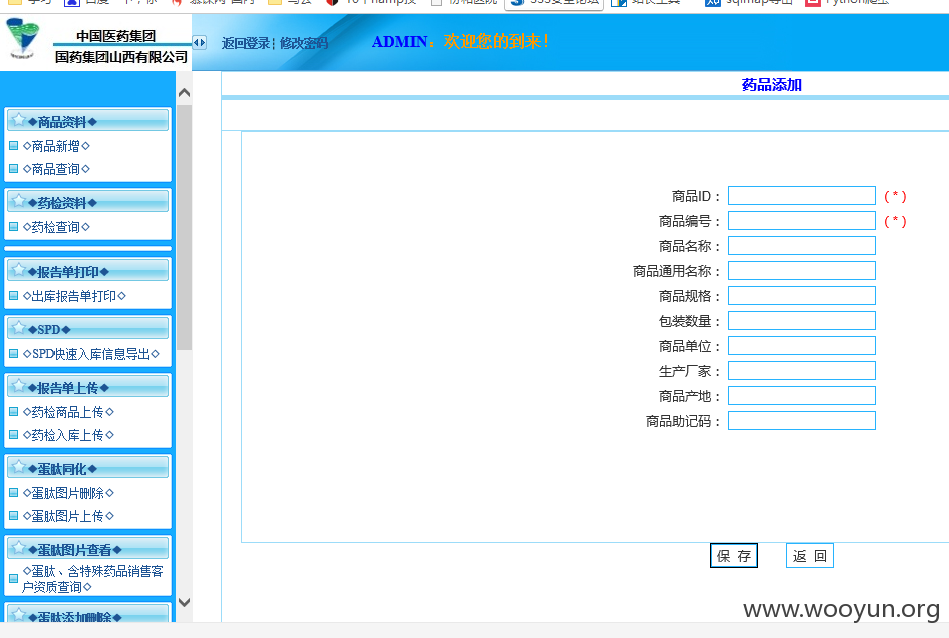 中国医药集团
国药集团山西有限公司
返回登录 | 修改密码
ADMIN：欢迎您的到来！
药品添加
◆商品资料◆
◇商品新增◇
◇商品查询◇
◆药检资料◆
◇药检查询◇
◆报告单打印◆
◇出库报告单打印◇
◆SPD◆
◇SPD快速入库信息导出◇
◆报告单上传◆
◇药检商品上传◇
◇药检入库上传◇
◆蛋肽同化◆
◇蛋肽图片删除◇
◇蛋肽图片上传◇
◆蛋肽图片查看◆
◇蛋肽、含特殊药品销售客
户资质查询◇
◆蛋肽添加删除◆
商品ID： (*)
商品编号： (*)
商品名称：
商品通用名称：
商品规格：
包装数量：
商品单位：
生产厂家：
商品产地：
商品助记码：
保 存 返 回
www.wooyun.org